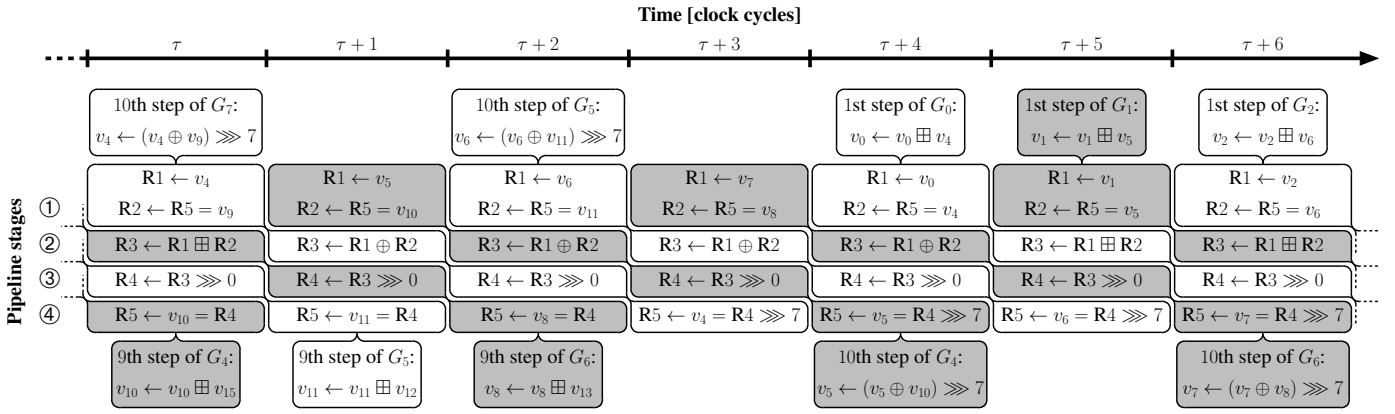 Time [clock cycles]
τ τ + 1 τ + 2 τ + 3 τ + 4 τ + 5 τ + 6
10th step of G₇: 10th step of G₅: 1st step of G₀: 1st step of G₁: 1st step of G₂:
v₄ ← (v₄ ⊕ v₉) ⋙ 7 v₆ ← (v₆ ⊕ v₁₁) ⋙ 7 v₀ ← v₀ ⊞ v₄ v₁ ← v₁ ⊞ v₅ v₂ ← v₂ ⊞ v₆
Pipeline stages
R1 ← v₄ R1 ← v₅ R1 ← v₆ R1 ← v₇ R1 ← v₀ R1 ← v₁ R1 ← v₂
① R2 ← R5 = v₉ R2 ← R5 = v₁₀ R2 ← R5 = v₁₁ R2 ← R5 = v₈ R2 ← R5 = v₄ R2 ← R5 = v₅ R2 ← R5 = v₆
② R3 ← R1 ⊞ R2 R3 ← R1 ⊕ R2 R3 ← R1 ⊕ R2 R3 ← R1 ⊕ R2 R3 ← R1 ⊕ R2 R3 ← R1 ⊞ R2 R3 ← R1 ⊞ R2
③ R4 ← R3 ⋙ 0 R4 ← R3 ⋙ 0 R4 ← R3 ⋙ 0 R4 ← R3 ⋙ 0 R4 ← R3 ⋙ 0 R4 ← R3 ⋙ 0 R4 ← R3 ⋙ 0
④ R5 ← v₁₀ = R4 R5 ← v₁₁ = R4 R5 ← v₈ = R4 R5 ← v₄ = R4 ⋙ 7 R5 ← v₅ = R4 ⋙ 7 R5 ← v₆ = R4 ⋙ 7 R5 ← v₇ = R4 ⋙ 7
9th step of G₄: 9th step of G₅: 9th step of G₆: 10th step of G₄: 10th step of G₆:
v₁₀ ← v₁₀ ⊞ v₁₅ v₁₁ ← v₁₁ ⊞ v₁₂ v₈ ← v₈ ⊞ v₁₃ v₅ ← (v₅ ⊕ v₁₀) ⋙ 7 v₇ ← (v₇ ⊕ v₈) ⋙ 7